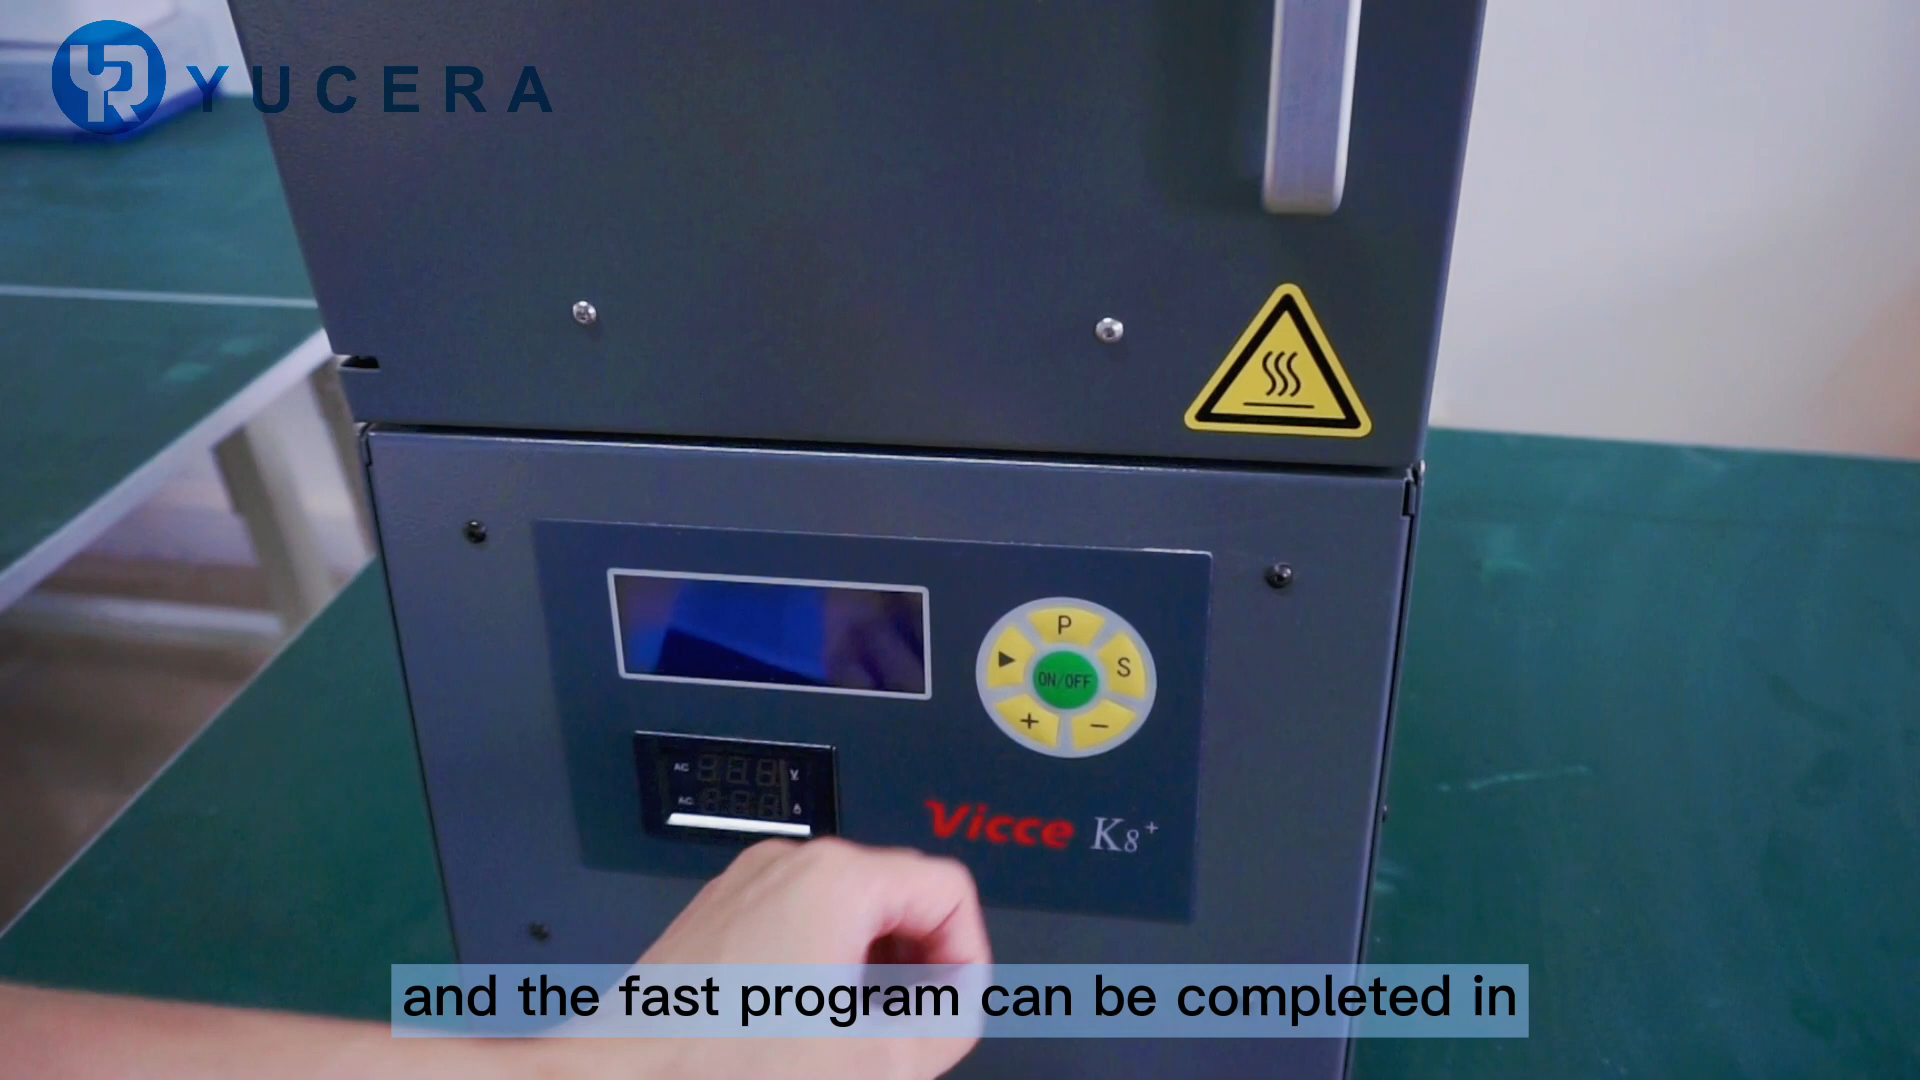 YUCERA
P
S
ON/OFF
+
−
AC V
AC A
Vicce K8+
and the fast program can be completed in